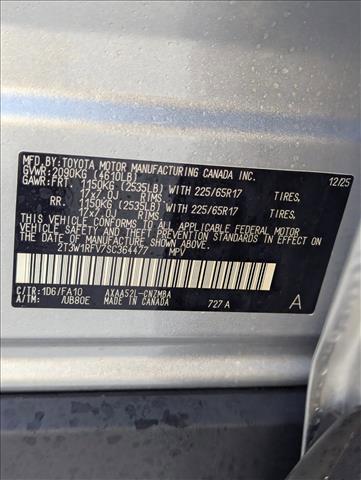 MFD.BY:TOYOTA MOTOR MANUFACTURING CANADA INC. 12/25
GVWR:2090KG (4610LB)
GAWR:FRT. 1150KG (2535LB) WITH 225/65R17 TIRES,
17x7.0J RIMS,
RR. 1150KG (2535LB) WITH 225/65R17 TIRES,
17x7.0J RIMS,
THIS VEHICLE CONFORMS TO ALL APPLICABLE FEDERAL MOTOR
VEHICLE SAFETY AND THEFT PREVENTION STANDARDS IN
EFFECT ON THE DATE OF MANUFACTURE SHOWN ABOVE.
2T3W1RFV7SC364477 MPV
C/TR:1D6/FA10 AXAA52L-CNZMBA
A/TM: /UB80E MADE IN CANADA 727 A A